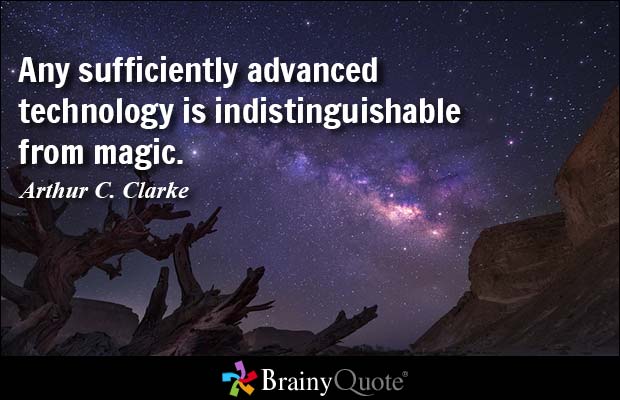 Any sufficiently advanced
technology is indistinguishable
from magic.
Arthur C. Clarke
BrainyQuote®